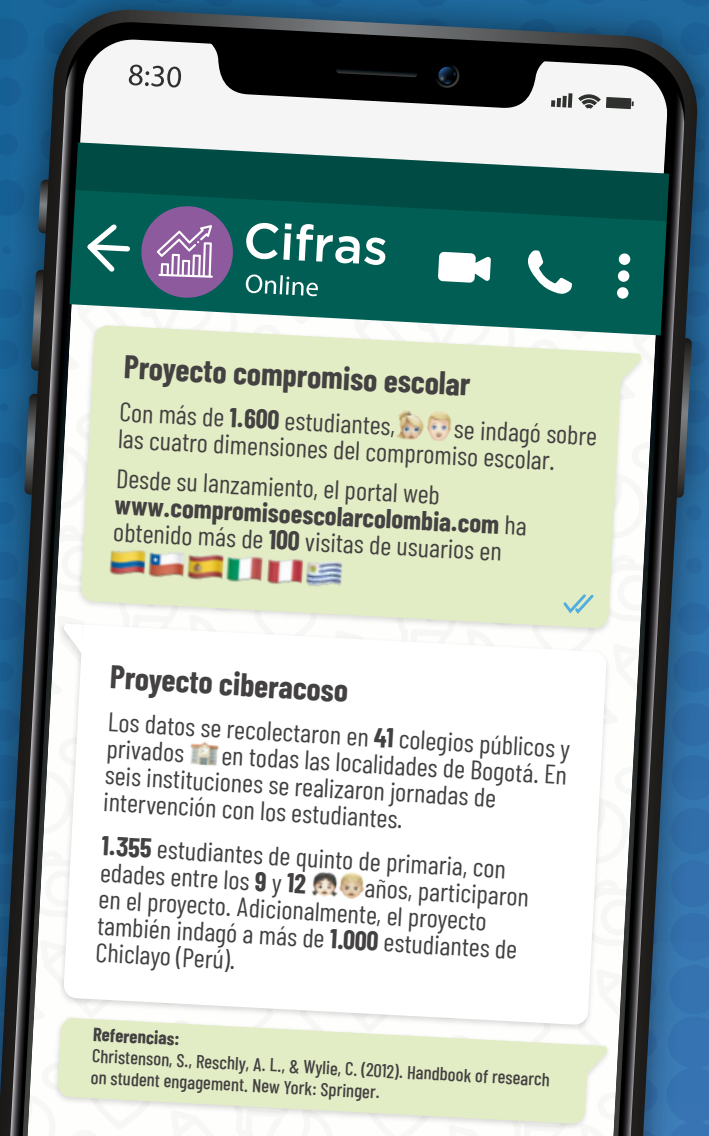 8:30
Cifras
Online
Proyecto compromiso escolar
Con más de 1.600 estudiantes, se indagó sobre
las cuatro dimensiones del compromiso escolar.
Desde su lanzamiento, el portal web
www.compromisoescolarcolombia.com ha
obtenido más de 100 visitas de usuarios en
Proyecto ciberacoso
Los datos se recolectaron en 41 colegios públicos y
privados en todas las localidades de Bogotá. En
seis instituciones se realizaron jornadas de
intervención con los estudiantes.
1.355 estudiantes de quinto de primaria, con
edades entre los 9 y 12 años, participaron
en el proyecto. Adicionalmente, el proyecto
también indagó a más de 1.000 estudiantes de
Chiclayo (Perú).
Referencias:
Christenson, S., Reschly, A. L., & Wylie, C. (2012). Handbook of research
on student engagement. New York: Springer.